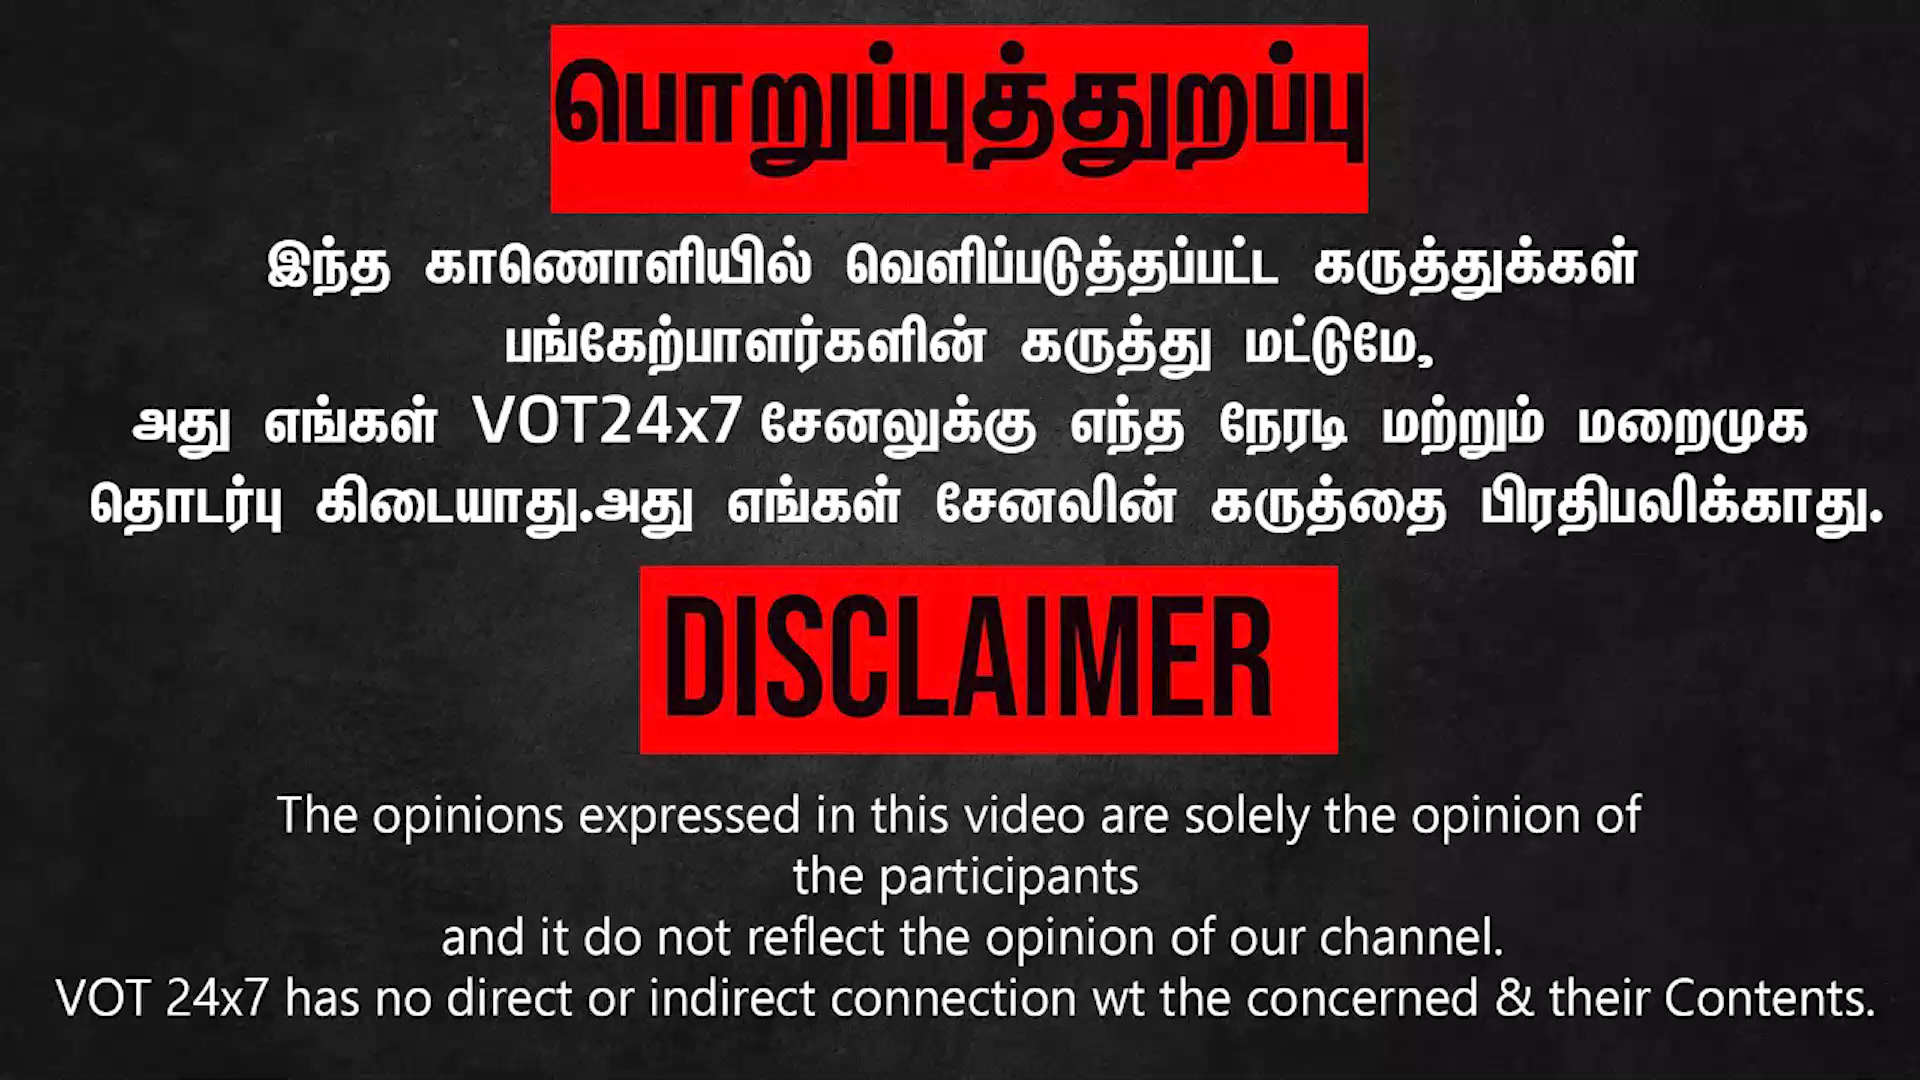 பொறுப்புத்துறப்பு
இந்த காணொளியில் வெளிப்படுத்தப்பட்ட கருத்துக்கள்
பங்கேற்பாளர்களின் கருத்து மட்டுமே,
அது எங்கள் VOT24x7 சேனலுக்கு எந்த நேரடி மற்றும் மறைமுக
தொடர்பு கிடையாது.அது எங்கள் சேனலின் கருத்தை பிரதிபலிக்காது.
DISCLAIMER
The opinions expressed in this video are solely the opinion of
the participants
and it do not reflect the opinion of our channel.
VOT 24x7 has no direct or indirect connection wt the concerned & their Contents.